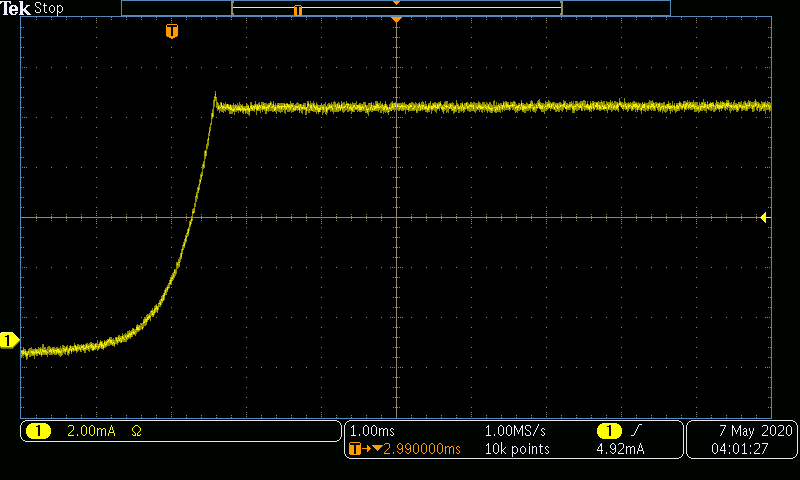 Tek Stop
T
T
1
1 2.00mA Ω
1.00ms 1.00MS/s 1
T→▼2.990000ms 10k points 4.92mA
7 May 2020
04:01:27